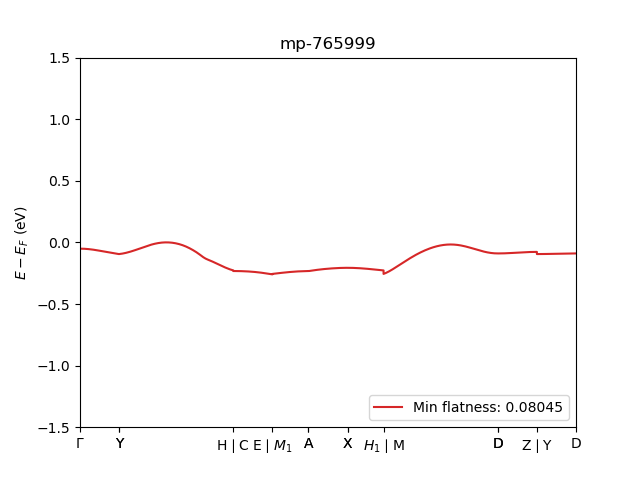 mp-765999
1.5
1.0
0.5
0.0
−0.5
−1.0
−1.5
E − E_F (eV)
Min flatness: 0.08045
Γ Y H | C E | M₁ A X H₁ | M D Z | Y D